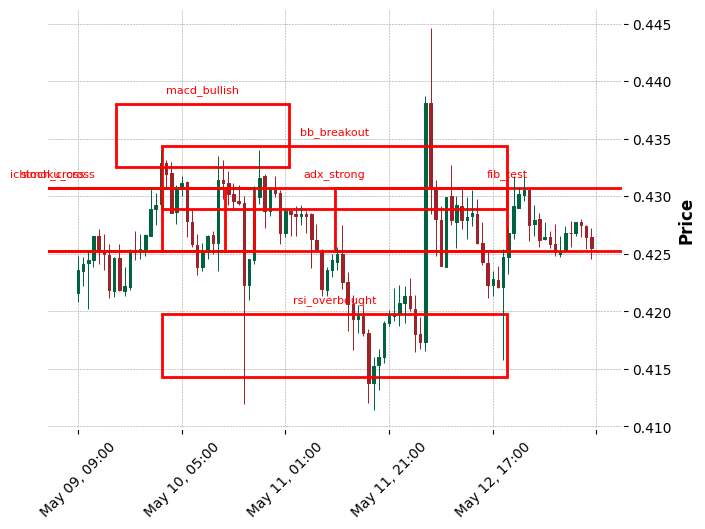 0.445
0.440
macd_bullish
0.435
bb_breakout
stoch_cross
adx_strong
fib_test
0.430
Price
0.425
0.420
rsi_overbought
0.415
0.410
May 09, 09:00
May 10, 05:00
May 11, 01:00
May 11, 21:00
May 12, 17:00